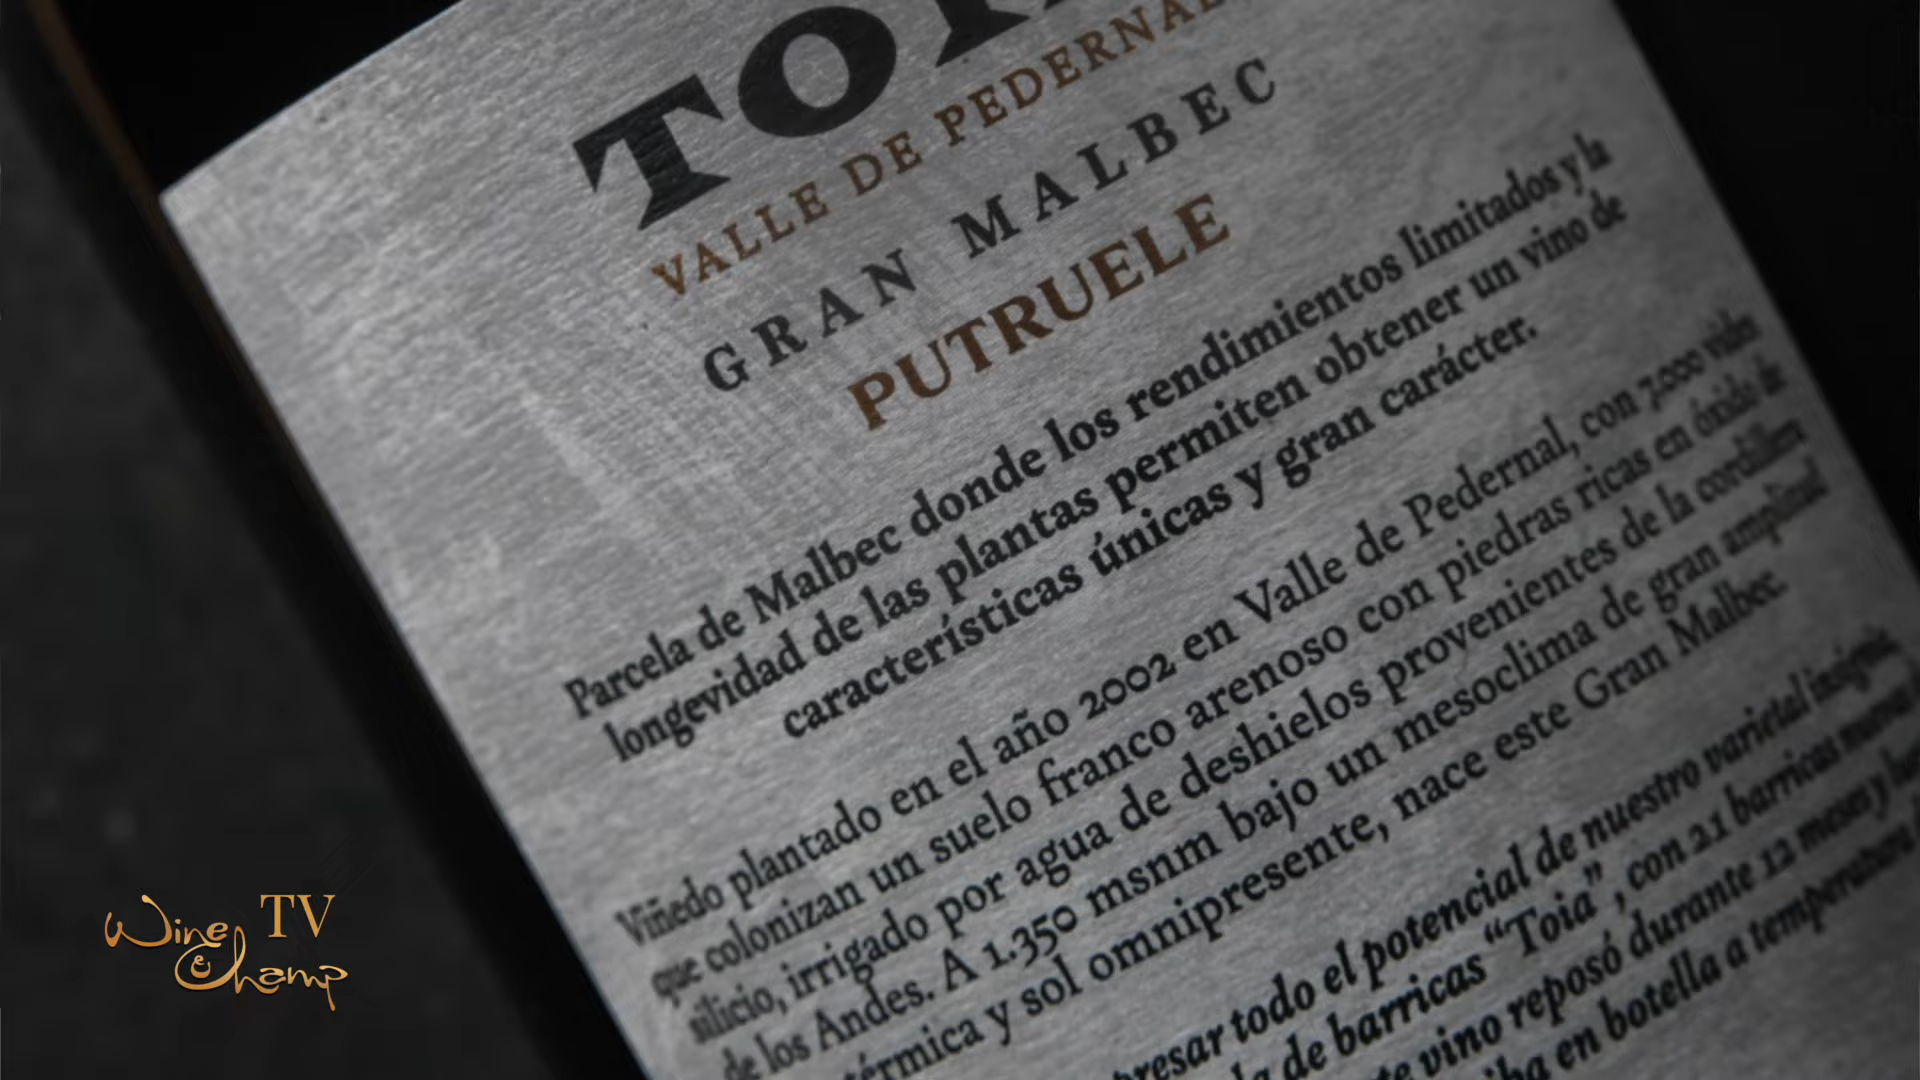 TOIA
VALLE DE PEDERNAL
GRAN MALBEC
PUTRUELE
Parcela de Malbec donde los rendimientos limitados y la
longevidad de las plantas permiten obtener un vino de
características únicas y gran carácter.
Viñedo plantado en el año 2002 en Valle de Pedernal, con 7.000 vides
que colonizan un suelo franco arenoso con piedras ricas en óxido de
silicio, irrigado por agua de deshielos provenientes de la cordillera
de los Andes. A 1.350 msnm bajo un mesoclima de gran amplitud
térmica y sol omnipresente, nace este Gran Malbec.
presar todo el potencial de nuestro varietal insignia,
de barricas “Toia”, con 21 barricas nuevas
te vino reposó durante 12 meses y
en botella a temperatura
Wine TV
& Champ